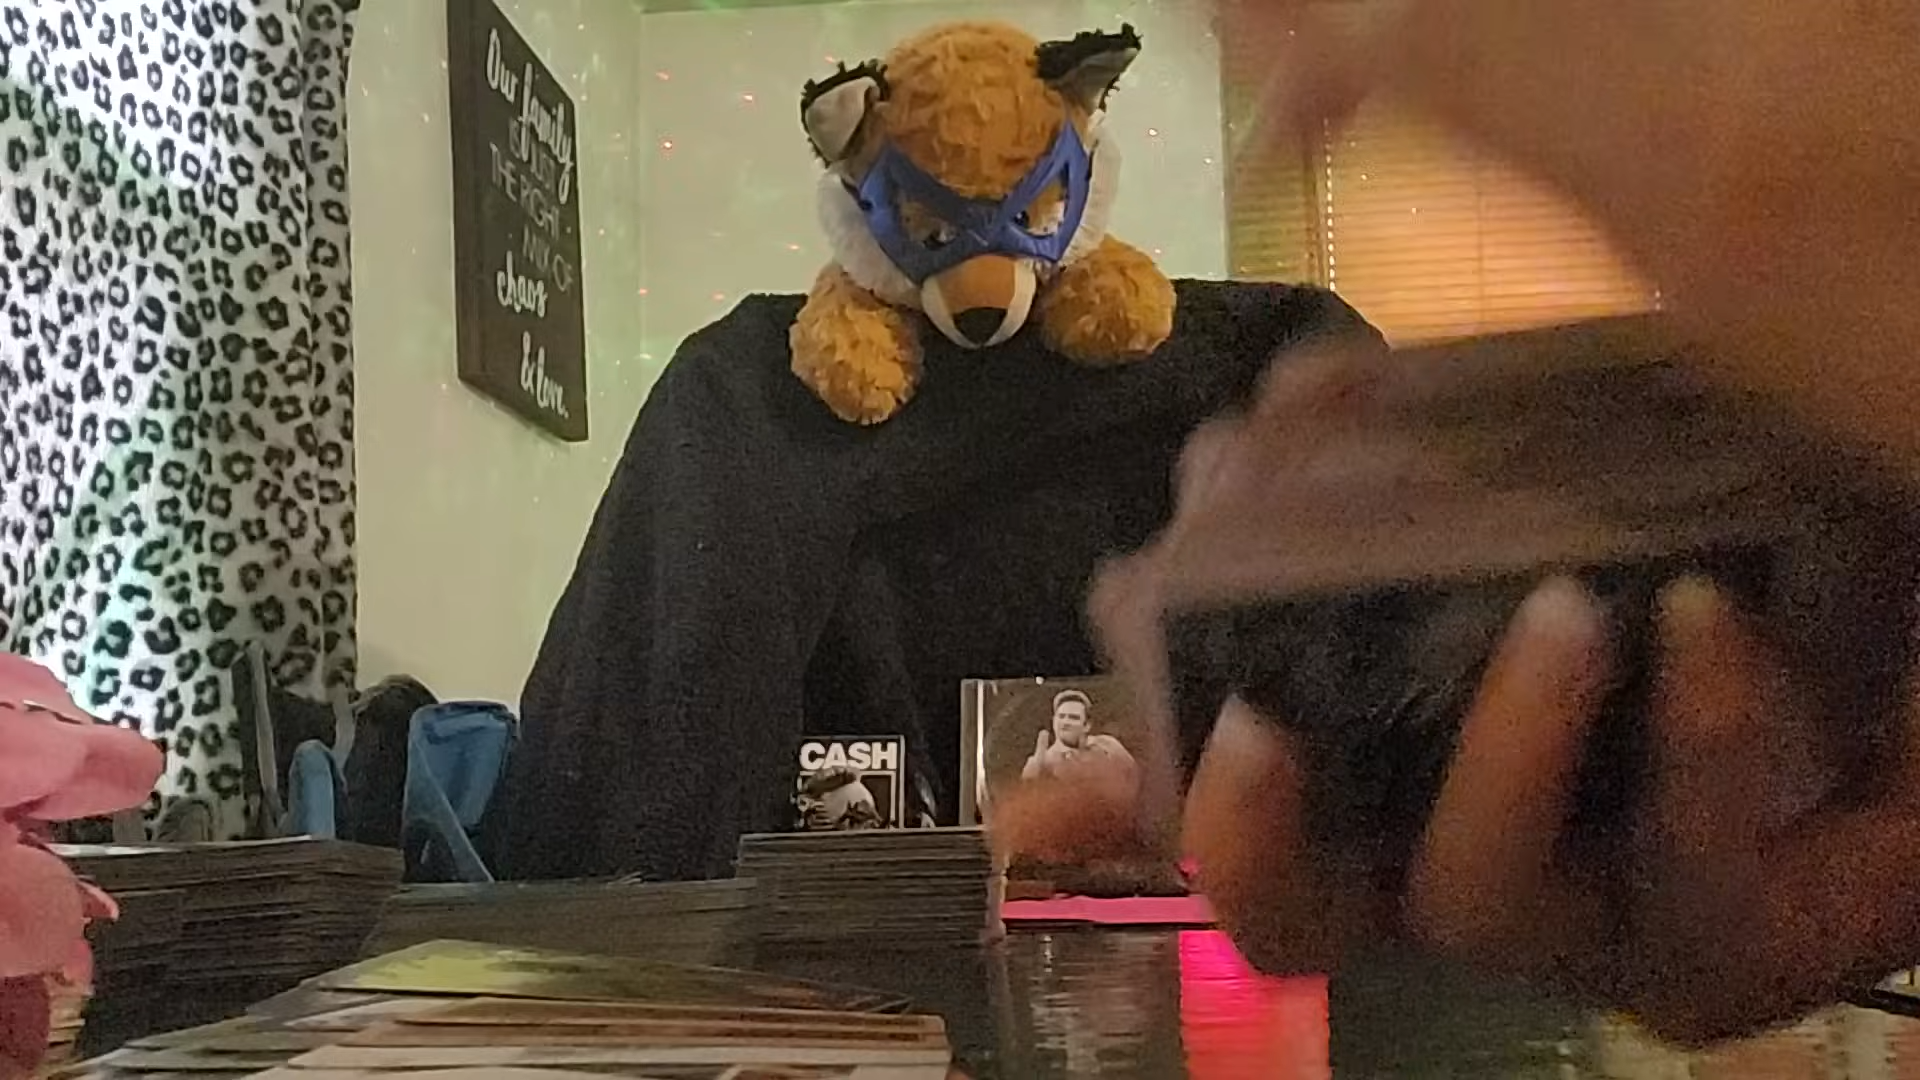 Our family
IS JUST
THE RIGHT
MIX OF
chaos
& love.
CASH